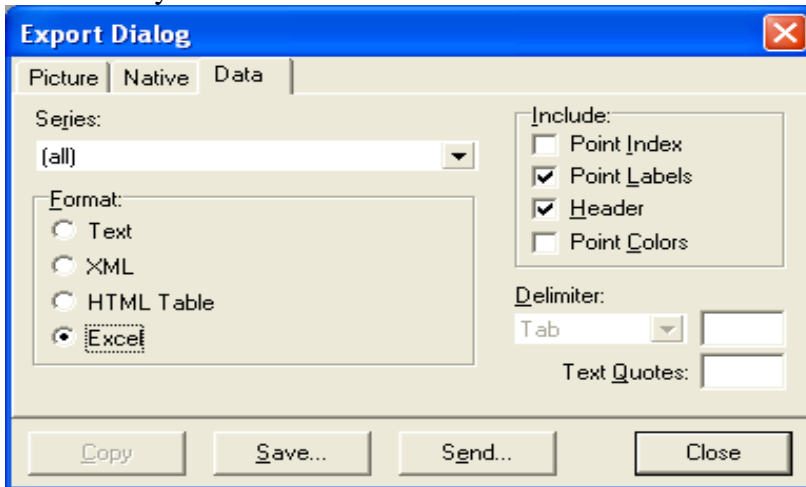 Export Dialog
Picture Native Data
Series:
(all)
Format:
Text
XML
HTML Table
Excel
Include:
Point Index
Point Labels
Header
Point Colors
Delimiter:
Tab
Text Quotes:
Copy Save... Send... Close